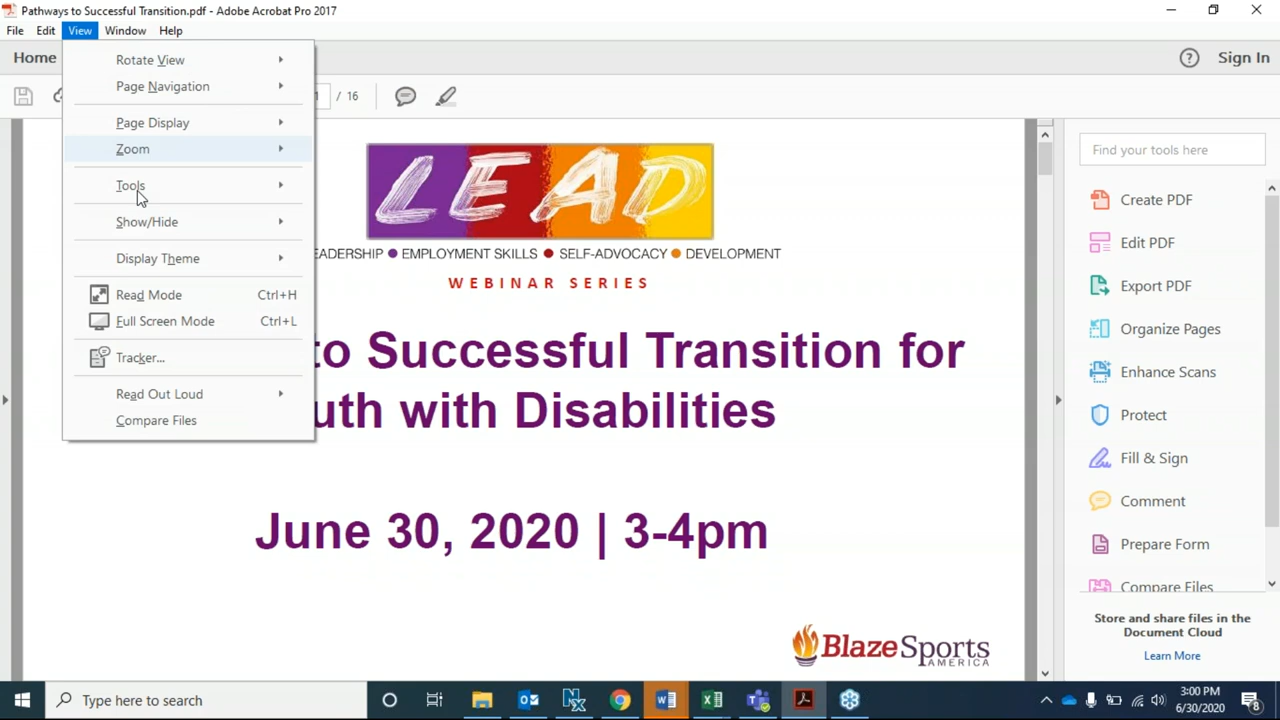 Pathways to Successful Transition.pdf - Adobe Acrobat Pro 2017
File Edit View Window Help
Home
Sign In
Rotate View
Page Navigation
Page Display
Zoom
Tools
Show/Hide
Display Theme
Read Mode Ctrl+H
Full Screen Mode Ctrl+L
Tracker...
Read Out Loud
Compare Files
1 / 16
LEAD
EADERSHIP ● EMPLOYMENT SKILLS ● SELF-ADVOCACY ● DEVELOPMENT
WEBINAR SERIES
to Successful Transition for
uth with Disabilities
June 30, 2020 | 3-4pm
BlazeSports
AMERICA
Find your tools here
Create PDF
Edit PDF
Export PDF
Organize Pages
Enhance Scans
Protect
Fill & Sign
Comment
Prepare Form
Compare Files
Store and share files in the
Document Cloud
Learn More
Type here to search
3:00 PM
6/30/2020
8